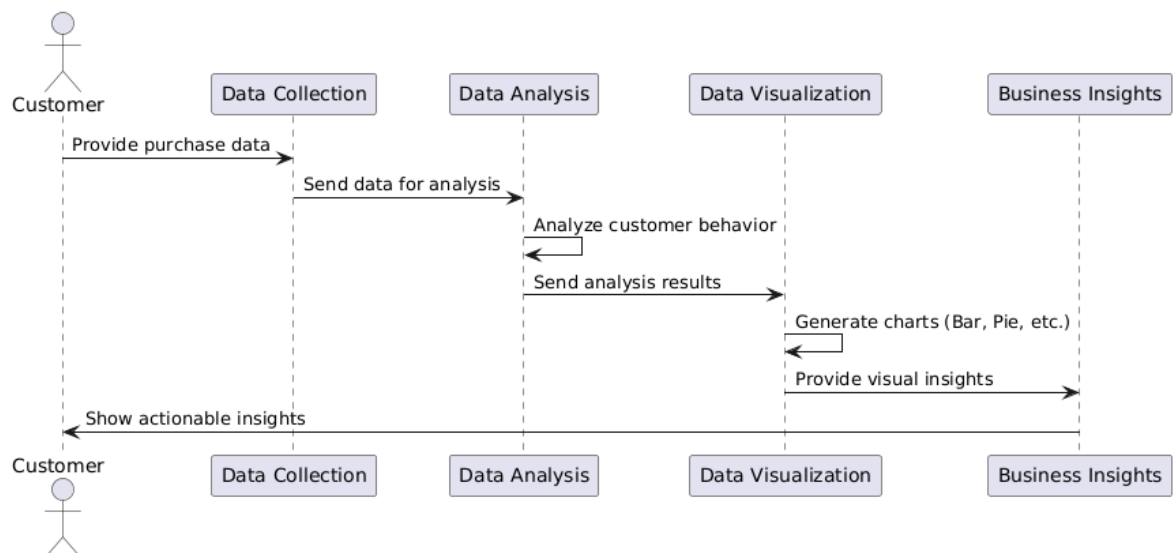 Customer
Data Collection
Data Analysis
Data Visualization
Business Insights
Provide purchase data
Send data for analysis
Analyze customer behavior
Send analysis results
Generate charts (Bar, Pie, etc.)
Provide visual insights
Show actionable insights
Customer
Data Collection
Data Analysis
Data Visualization
Business Insights